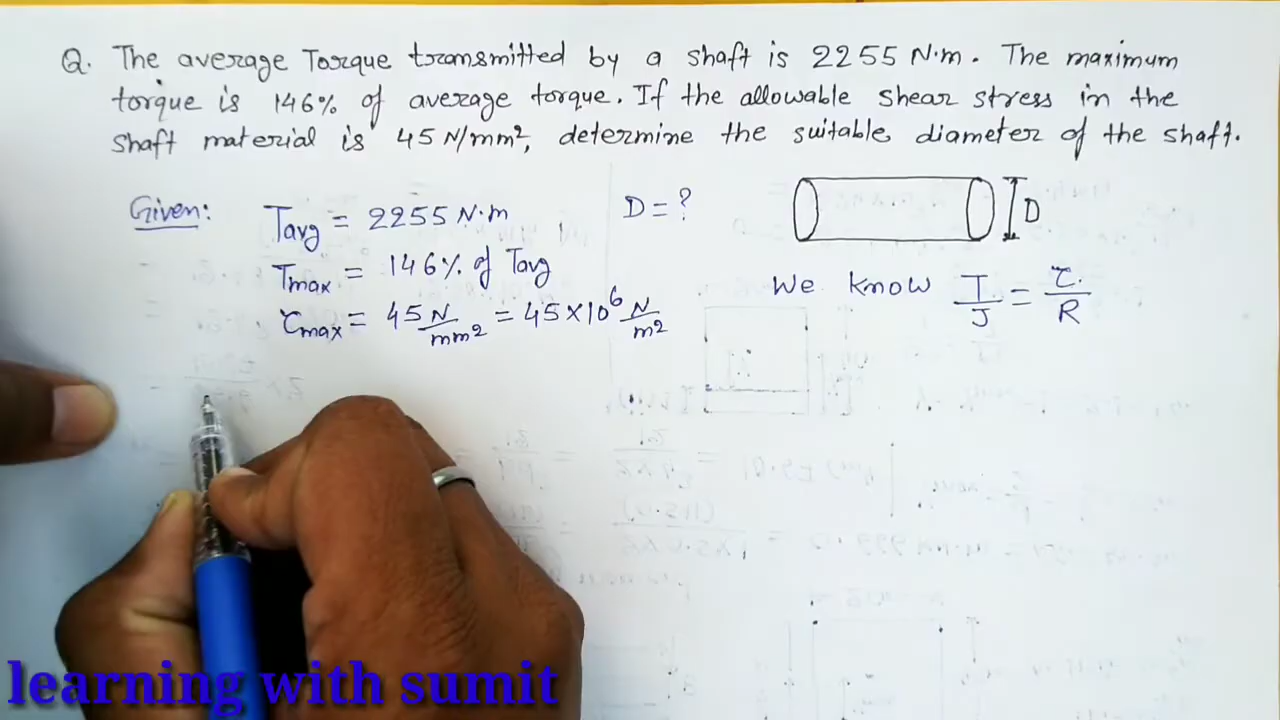 Q. The average Torque transmitted by a shaft is 2255 N·m. The maximum
torque is 146% of average torque. If the allowable shear stress in the
shaft material is 45 N/mm², determine the suitable diameter of the shaft.
Given: Tavg = 2255 N·m D = ? D
Tmax = 146% of Tavg We know T/J = τ/R
τmax = 45 N/mm² = 45×10⁶ N/m²
learning with sumit